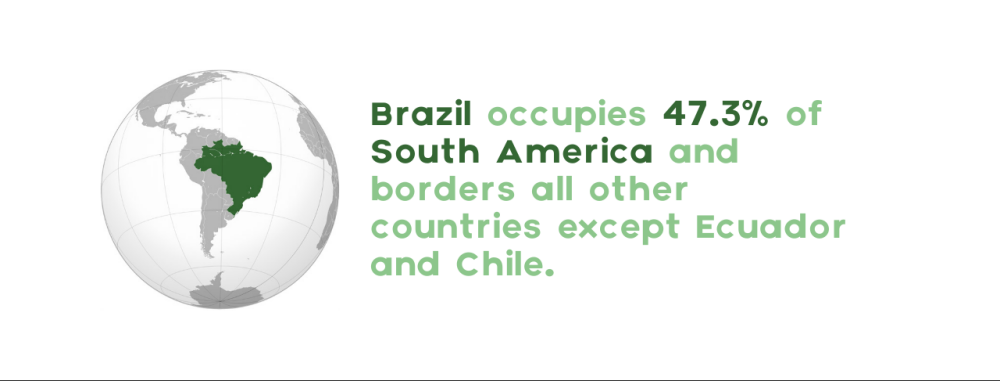 Brazil occupies 47.3% of
South America and
borders all other
countries except Ecuador
and Chile.